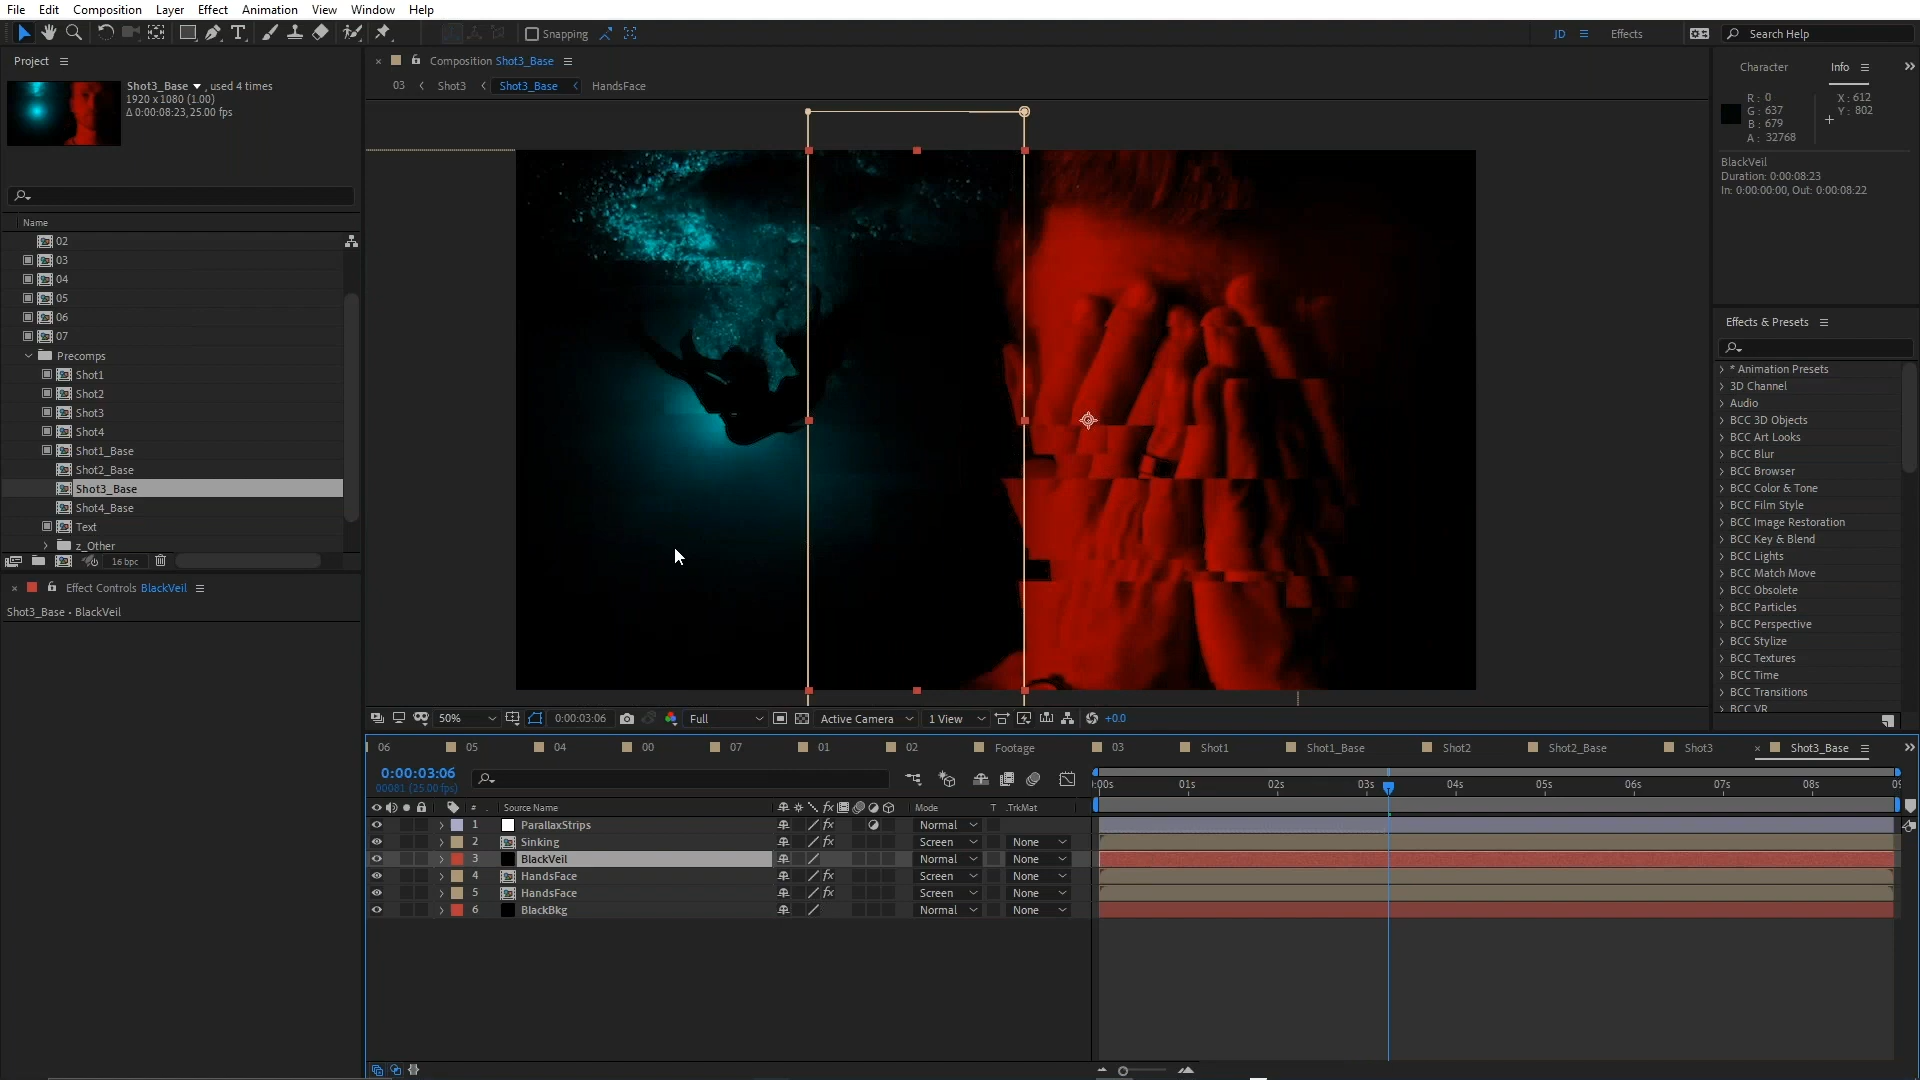 File Edit Composition Layer Effect Animation View Window Help
Snapping
JD Effects Search Help
Project
Shot3_Base , used 4 times
1920 x 1080 (1.00)
Δ 0:00:08:23, 25.00 fps
Name
02
03
04
05
06
07
Precomps
Shot1
Shot2
Shot3
Shot4
Shot1_Base
Shot2_Base
Shot3_Base
Shot4_Base
Text
z_Other
16 bpc
Effect Controls BlackVeil
Shot3_Base • BlackVeil
Composition Shot3_Base
03 Shot3 Shot3_Base HandsFace
50% 0:00:03:06 Full Active Camera 1 View +0.0
Character Info
R : 0 X : 612
G : 637 Y : 802
B : 679
A : 32768
BlackVeil
Duration: 0:00:08:23
In: 0:00:00:00, Out: 0:00:08:22
Effects & Presets
* Animation Presets
3D Channel
Audio
BCC 3D Objects
BCC Art Looks
BCC Blur
BCC Browser
BCC Color & Tone
BCC Film Style
BCC Image Restoration
BCC Key & Blend
BCC Lights
BCC Match Move
BCC Obsolete
BCC Particles
BCC Perspective
BCC Stylize
BCC Textures
BCC Time
BCC Transitions
BCC VR
06 05 04 00 07 01 02 Footage 03 Shot1 Shot1_Base Shot2 Shot2_Base Shot3 Shot3_Base
0:00:03:06
00081 (25.00 fps)
:00s 01s 02s 03s 04s 05s 06s 07s 08s 09
# Source Name Mode T .TrkMat
1 ParallaxStrips Normal
2 Sinking Screen None
3 BlackVeil Normal None
4 HandsFace Screen None
5 HandsFace Screen None
6 BlackBkg Normal None